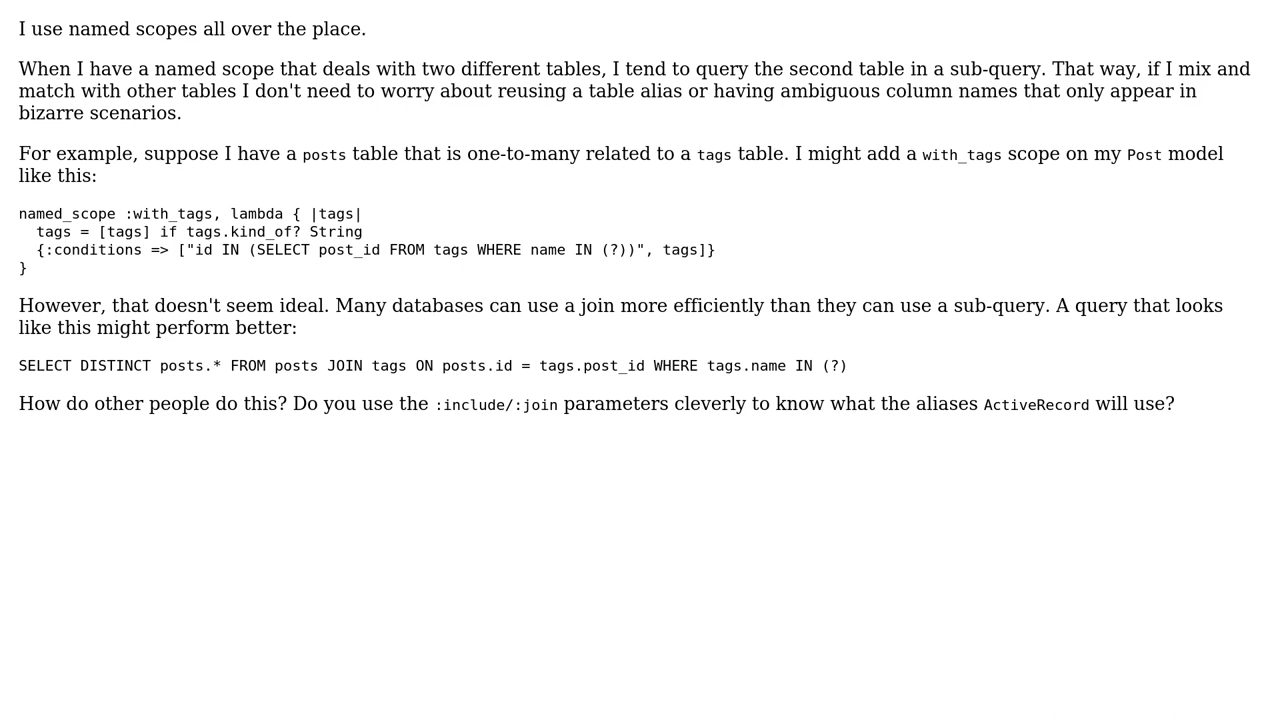 I use named scopes all over the place.
When I have a named scope that deals with two different tables, I tend to query the second table in a sub-query. That way, if I mix and
match with other tables I don't need to worry about reusing a table alias or having ambiguous column names that only appear in
bizarre scenarios.
For example, suppose I have a posts table that is one-to-many related to a tags table. I might add a with_tags scope on my Post model
like this:
named_scope :with_tags, lambda { |tags|
  tags = [tags] if tags.kind_of? String
  {:conditions => ["id IN (SELECT post_id FROM tags WHERE name IN (?))", tags]}
}
However, that doesn't seem ideal. Many databases can use a join more efficiently than they can use a sub-query. A query that looks
like this might perform better:
SELECT DISTINCT posts.* FROM posts JOIN tags ON posts.id = tags.post_id WHERE tags.name IN (?)
How do other people do this? Do you use the :include/:join parameters cleverly to know what the aliases ActiveRecord will use?